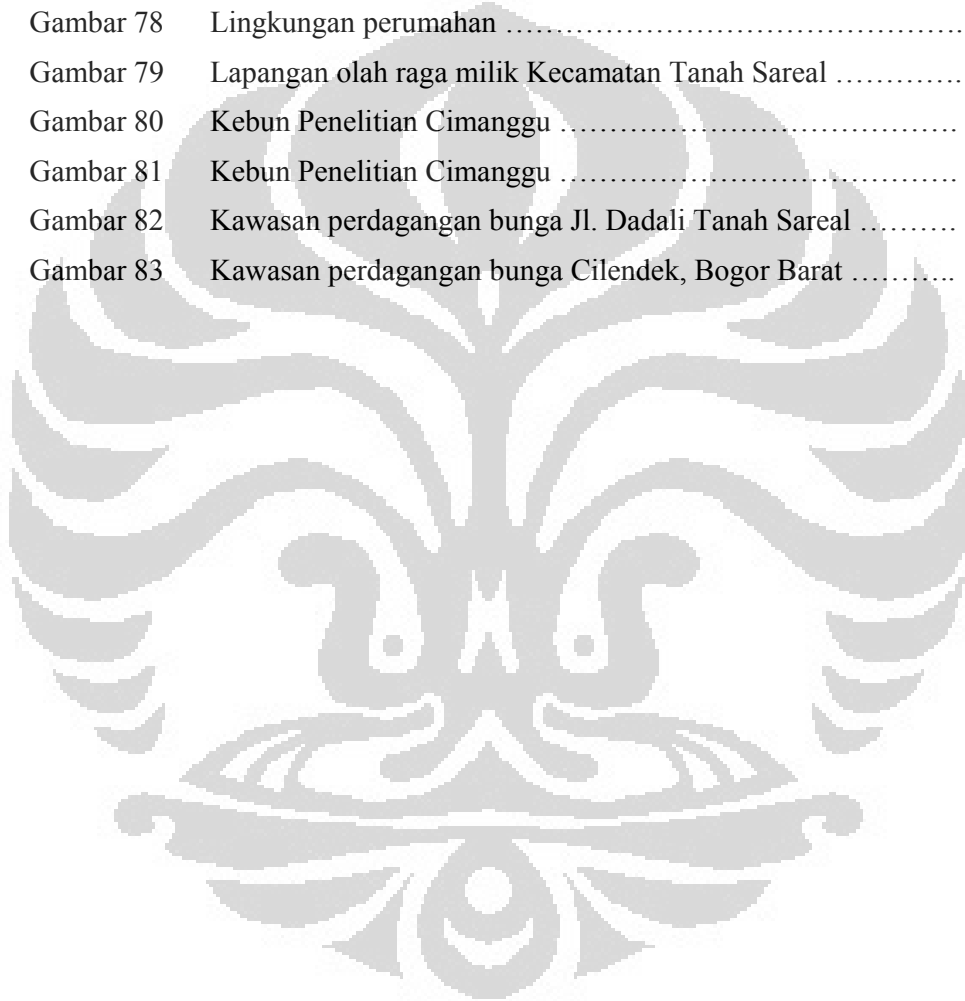 Gambar 78 Lingkungan perumahan ……………………………………….
Gambar 79 Lapangan olah raga milik Kecamatan Tanah Sareal …………..
Gambar 80 Kebun Penelitian Cimanggu ………………………………….
Gambar 81 Kebun Penelitian Cimanggu ………………………………….
Gambar 82 Kawasan perdagangan bunga Jl. Dadali Tanah Sareal ……….
Gambar 83 Kawasan perdagangan bunga Cilendek, Bogor Barat ………..